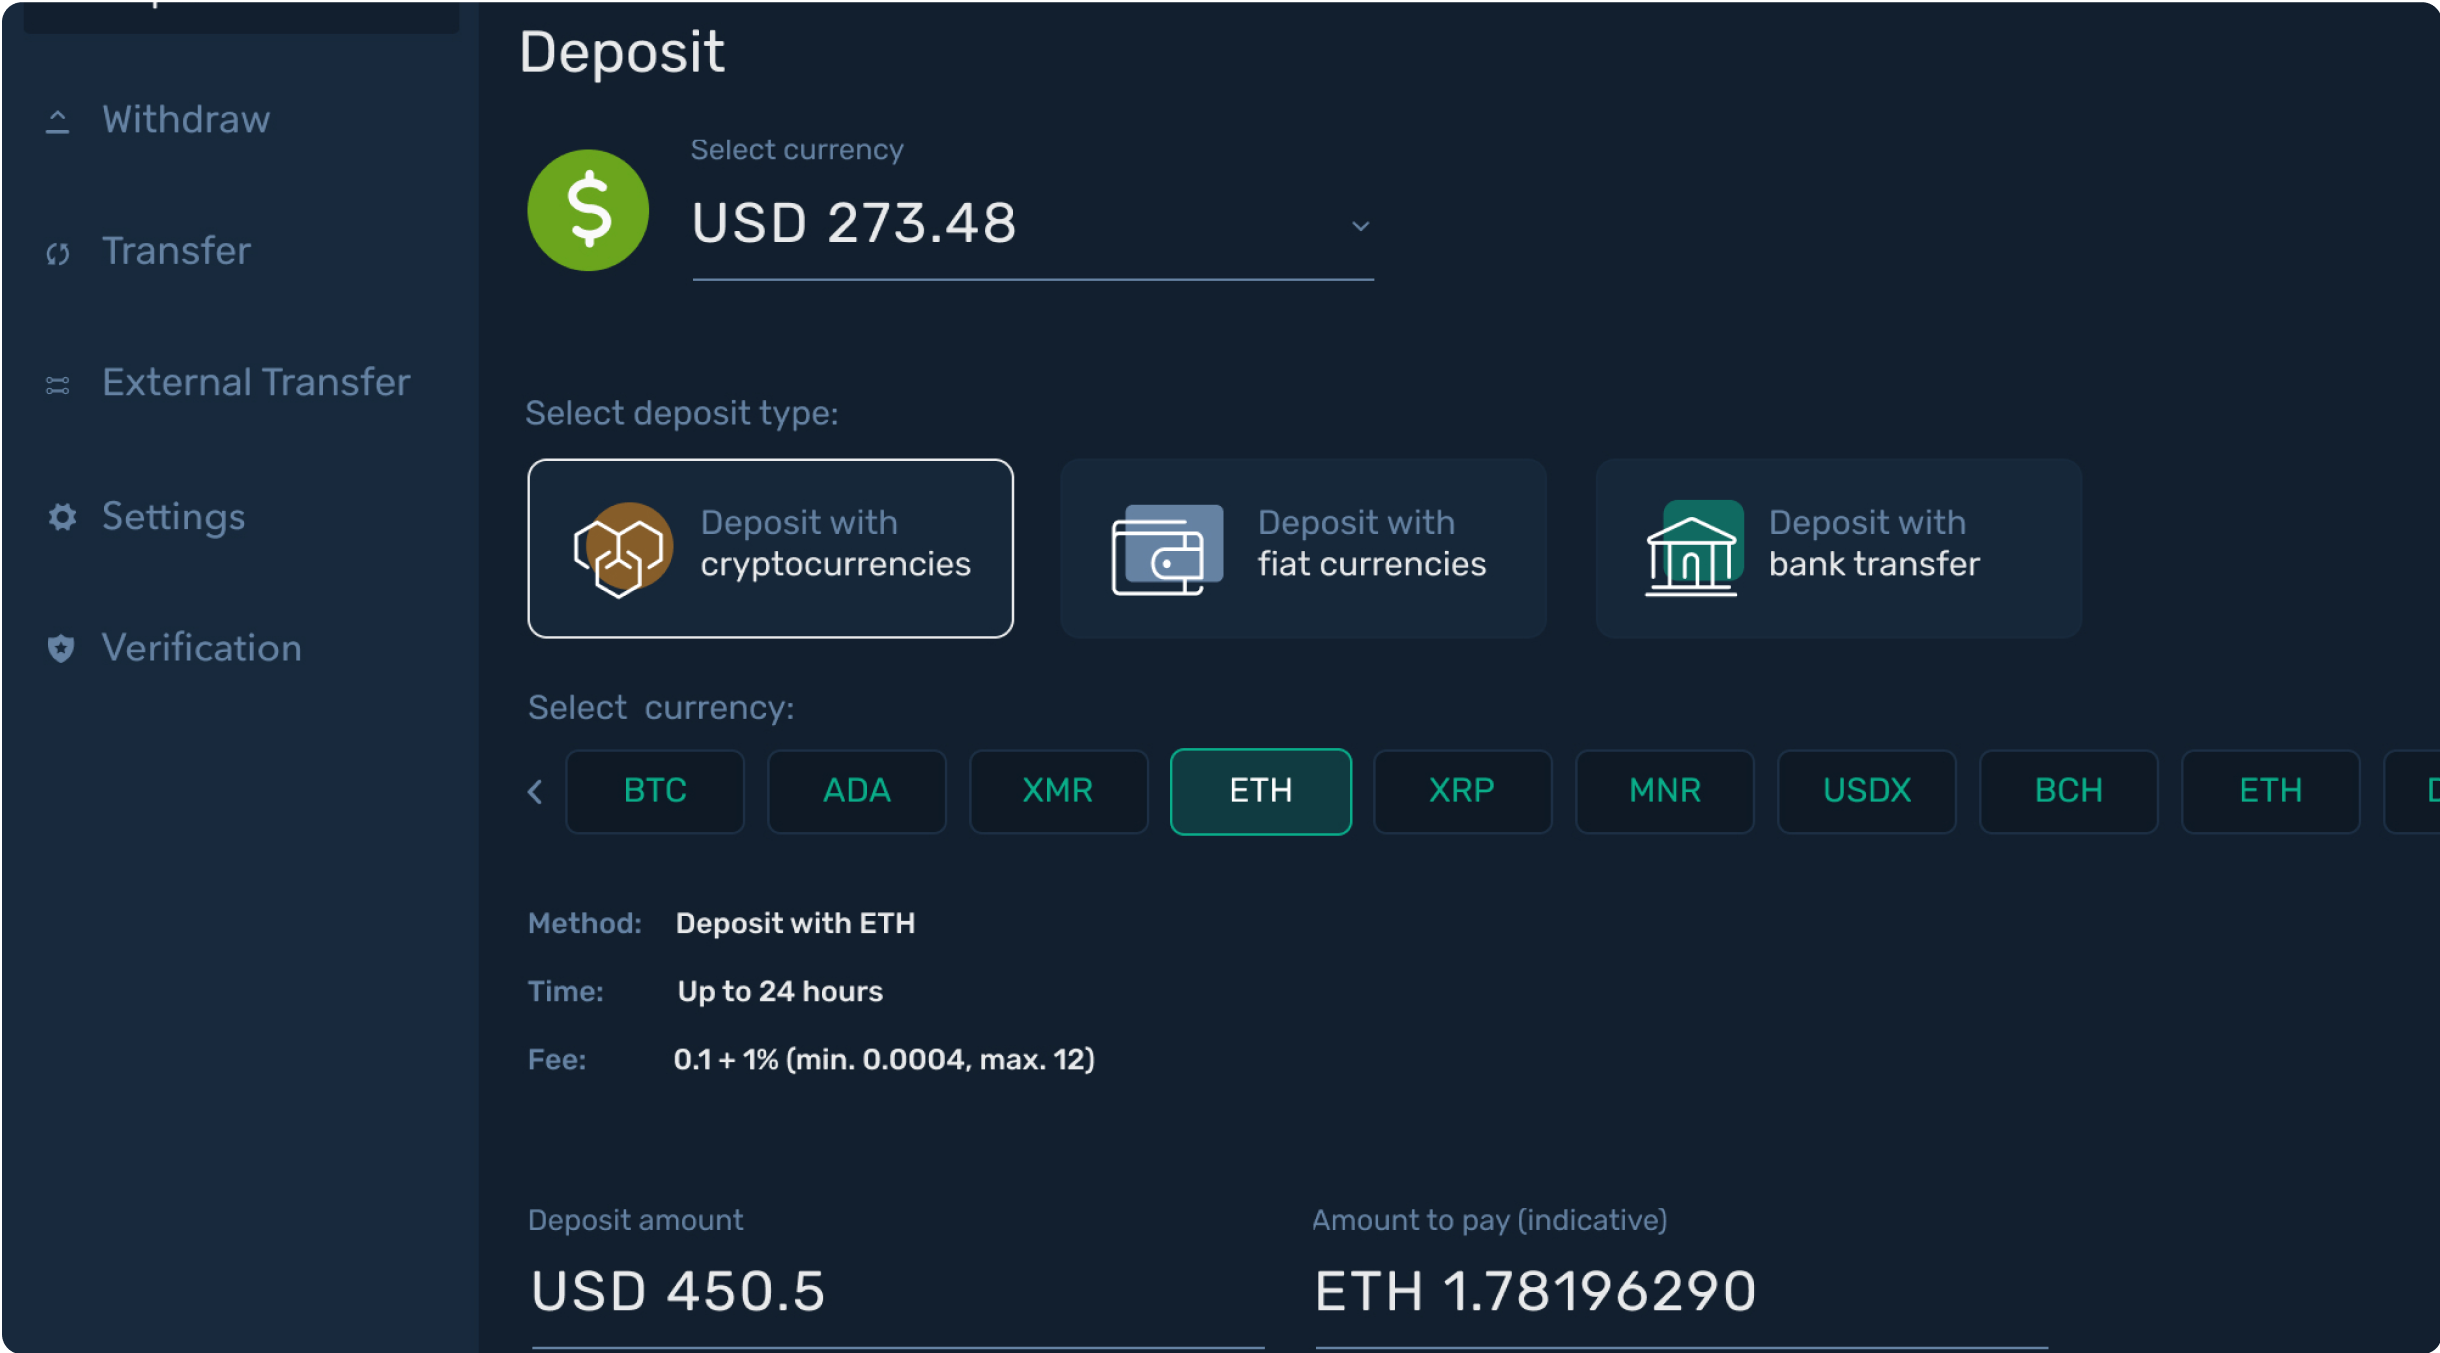 Withdraw
Transfer
External Transfer
Settings
Verification
Deposit
Select currency
USD 273.48
Select deposit type:
Deposit with
cryptocurrencies
Deposit with
fiat currencies
Deposit with
bank transfer
Select currency:
BTC ADA XMR ETH XRP MNR USDX BCH ETH
Method: Deposit with ETH
Time: Up to 24 hours
Fee: 0.1 + 1% (min. 0.0004, max. 12)
Deposit amount
USD 450.5
Amount to pay (indicative)
ETH 1.78196290